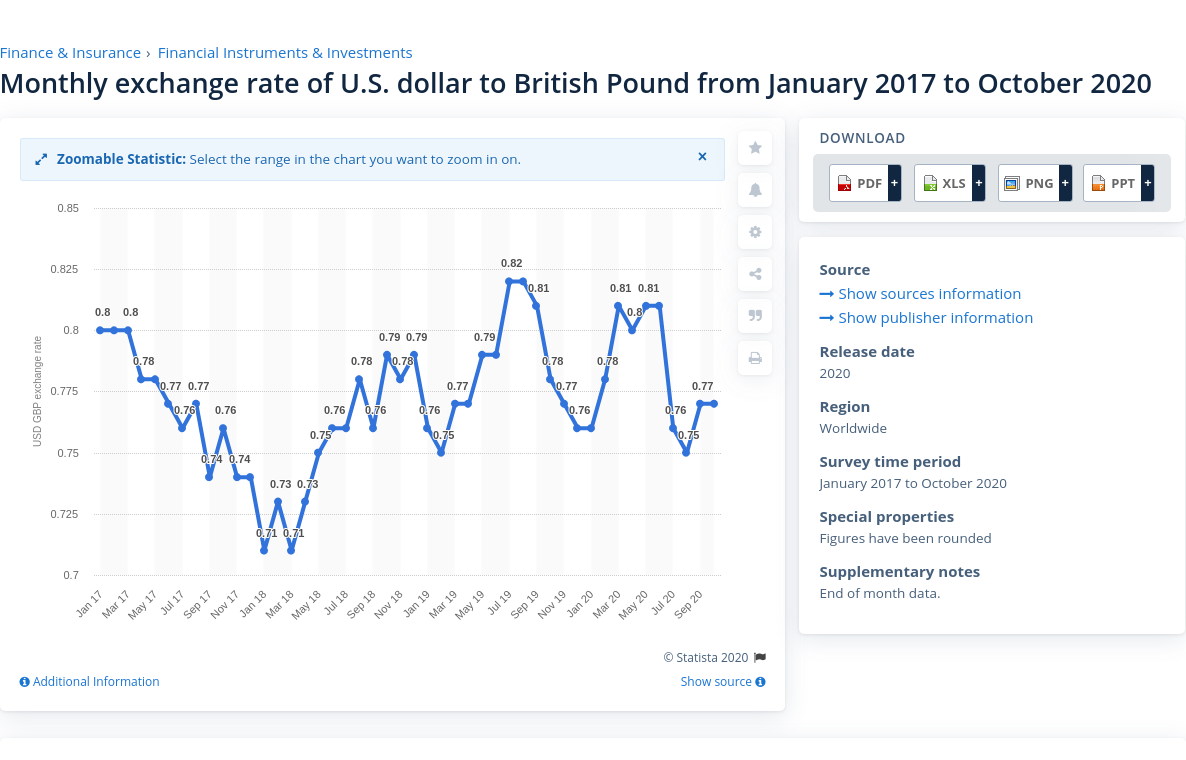 Finance & Insurance › Financial Instruments & Investments
Monthly exchange rate of U.S. dollar to British Pound from January 2017 to October 2020
Zoomable Statistic: Select the range in the chart you want to zoom in on. ×
USD GBP exchange rate
0.85
0.825
0.8
0.775
0.75
0.725
0.7
0.8
0.8
0.78
0.77
0.76
0.77
0.74
0.76
0.74
0.71
0.73
0.71
0.73
0.75
0.76
0.78
0.76
0.79
0.78
0.79
0.76
0.75
0.77
0.79
0.82
0.81
0.78
0.77
0.76
0.78
0.81
0.8
0.81
0.76
0.75
0.77
Jan 17
Mar 17
May 17
Jul 17
Sep 17
Nov 17
Jan 18
Mar 18
May 18
Jul 18
Sep 18
Nov 18
Jan 19
Mar 19
May 19
Jul 19
Sep 19
Nov 19
Jan 20
Mar 20
May 20
Jul 20
Sep 20
© Statista 2020
Additional Information
Show source
DOWNLOAD
PDF + XLS + PNG + PPT +
Source
Show sources information
Show publisher information
Release date
2020
Region
Worldwide
Survey time period
January 2017 to October 2020
Special properties
Figures have been rounded
Supplementary notes
End of month data.